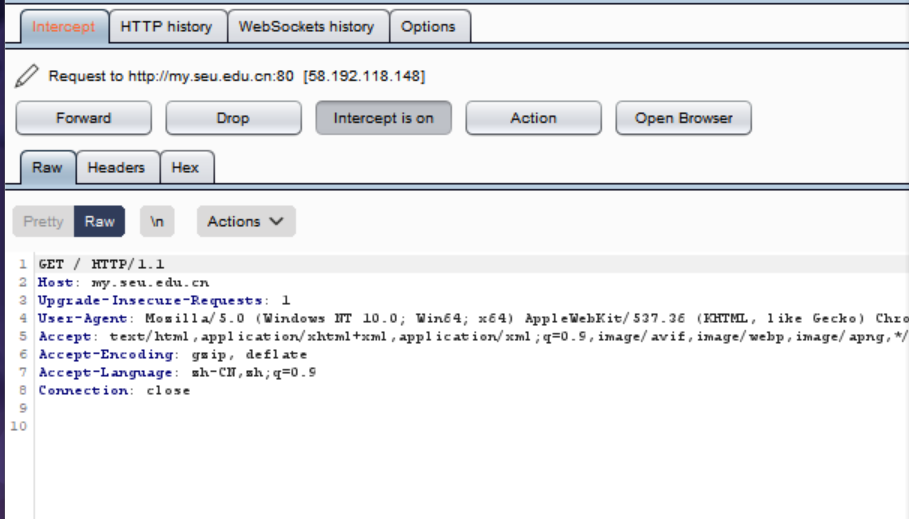 Intercept HTTP history WebSockets history Options
Request to http://my.seu.edu.cn:80 [58.192.118.148]
Forward Drop Intercept is on Action Open Browser
Raw Headers Hex
Pretty Raw \n Actions
1 GET / HTTP/1.1
2 Host: my.seu.edu.cn
3 Upgrade-Insecure-Requests: 1
4 User-Agent: Mozilla/5.0 (Windows NT 10.0; Win64; x64) AppleWebKit/537.36 (KHTML, like Gecko) Chro
5 Accept: text/html,application/xhtml+xml,application/xml;q=0.9,image/avif,image/webp,image/apng,*/
6 Accept-Encoding: gzip, deflate
7 Accept-Language: zh-CN,zh;q=0.9
8 Connection: close
9
10